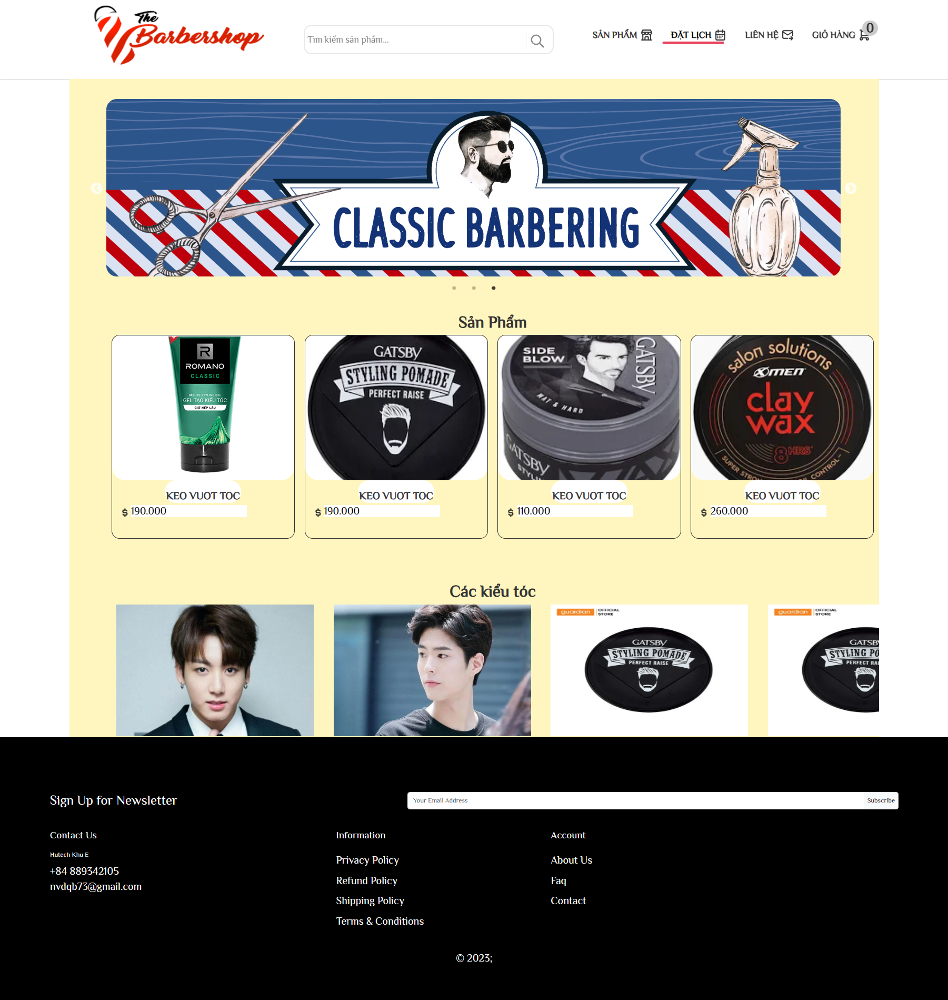 The
Barbershop
Tìm kiếm sản phẩm...
SẢN PHẨM
ĐẶT LỊCH
LIÊN HỆ
GIỎ HÀNG
0
CLASSIC BARBERING
Sản Phẩm
R
ROMANO
CLASSIC
DELUXE STYLING GEL
GEL TẠO KIỂU TÓC
GIỮ NẾP LÂU
GATSBY
STYLING POMADE
PERFECT RAISE
SIDE
BLOW
GATSBY
MAT & HARD
GATSBY
salon solutions
XMEN
clay
wax
8 HRS
KEO VUOT TOC
$ 190.000
KEO VUOT TOC
$ 190.000
KEO VUOT TOC
$ 110.000
KEO VUOT TOC
$ 260.000
Các kiểu tóc
guardian
OFFICIAL
STORE
GATSBY
STYLING POMADE
PERFECT RAISE
guardian
OFFICIAL
STORE
GATSB
STYLING PO
PERFECT RAI
Sign Up for Newsletter
Your Email Address
Subscribe
Contact Us
Hutech Khu E
+84 889342105
nvdqb73@gmail.com
Information
Privacy Policy
Refund Policy
Shipping Policy
Terms & Conditions
Account
About Us
Faq
Contact
© 2023;